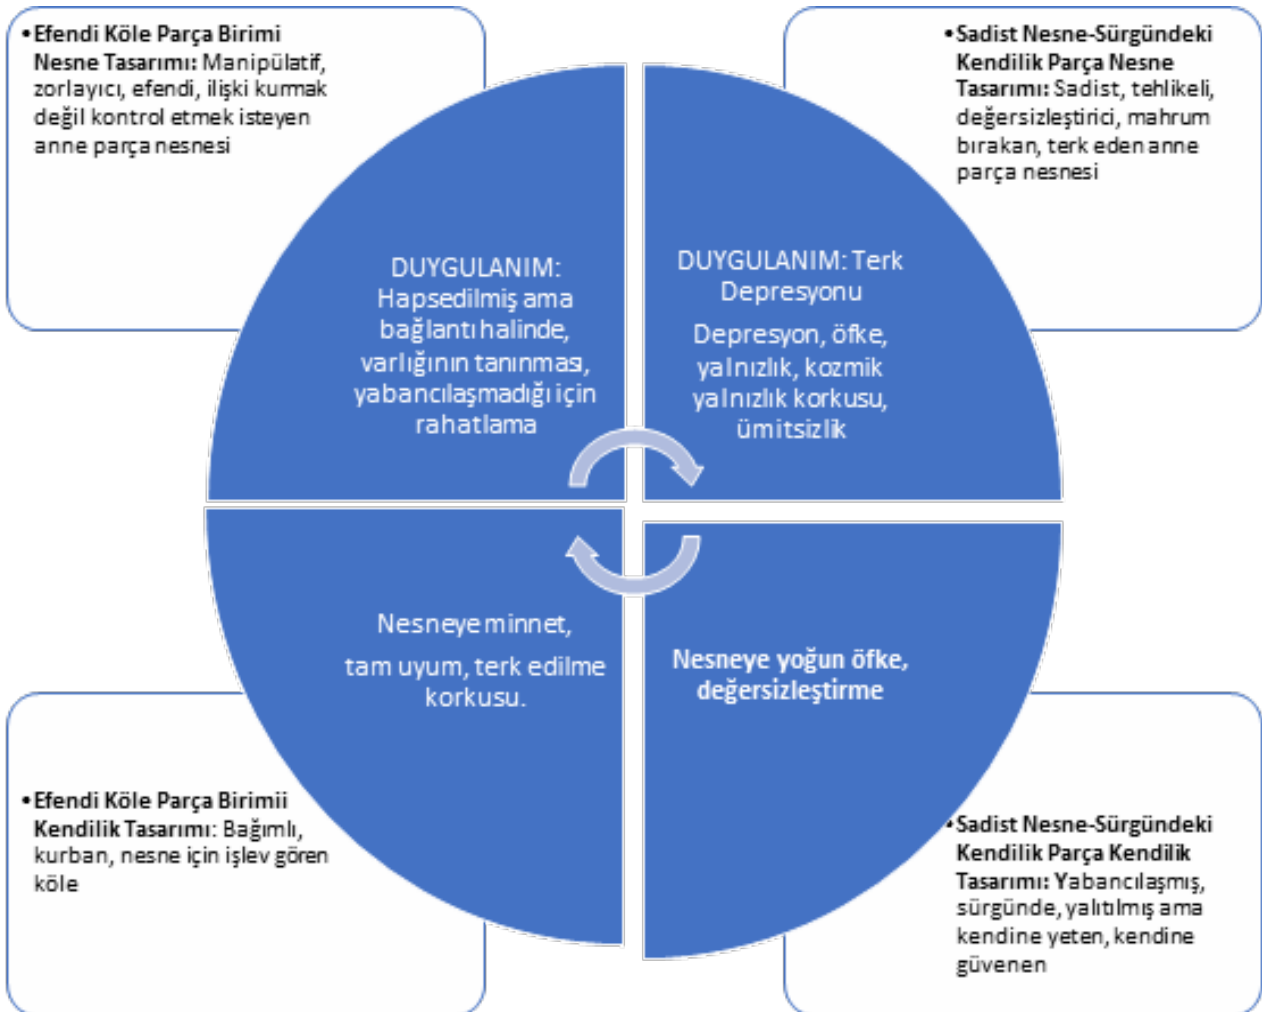 •Efendi Köle Parça Birimi
Nesne Tasarımı: Manipülatif,
zorlayıcı, efendi, ilişki kurmak
değil kontrol etmek isteyen
anne parça nesnesi
•Sadist Nesne-Sürgündeki
Kendilik Parça Nesne
Tasarımı: Sadist, tehlikeli,
değersizleştirici, mahrum
bırakan, terk eden anne
parça nesnesi
DUYGULANIM:
Hapsedilmiş ama
bağlantı halinde,
varlığının tanınması,
yabancılaşmadığı için
rahatlama
DUYGULANIM: Terk
Depresyonu
Depresyon, öfke,
yalnızlık, kozmik
yalnızlık korkusu,
ümitsizlik
Nesneye minnet,
tam uyum, terk edilme
korkusu.
Nesneye yoğun öfke,
değersizleştirme
•Efendi Köle Parça Birimii
Kendilik Tasarımı: Bağımlı,
kurban, nesne için işlev gören
köle
•Sadist Nesne-Sürgündeki
Kendilik Parça Kendilik
Tasarımı: Yabancılaşmış,
sürgünde, yalıtılmış ama
kendine yeten, kendine
güvenen